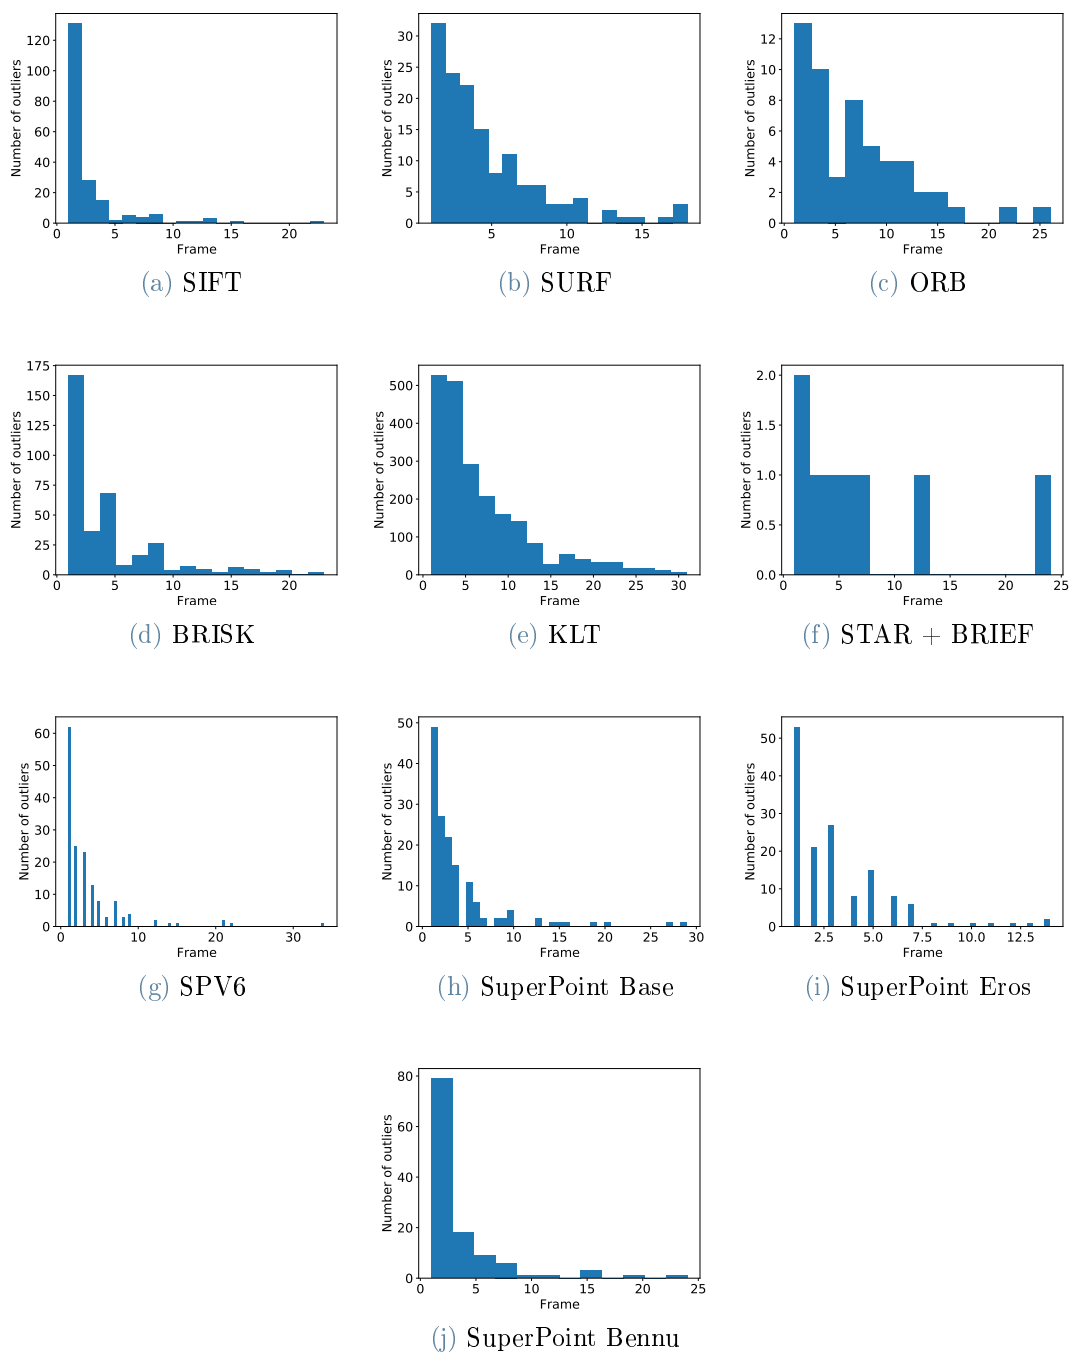 Number of outliers
120
100
80
60
40
20
0
0 5 10 15 20
Frame
(a) SIFT
Number of outliers
30
25
20
15
10
5
0
5 10 15
Frame
(b) SURF
Number of outliers
12
10
8
6
4
2
0
0 5 10 15 20 25
Frame
(c) ORB
Number of outliers
175
150
125
100
75
50
25
0
0 5 10 15 20
Frame
(d) BRISK
Number of outliers
500
400
300
200
100
0
0 5 10 15 20 25 30
Frame
(e) KLT
Number of outliers
2.0
1.5
1.0
0.5
0.0
0 5 10 15 20 25
Frame
(f) STAR + BRIEF
Number of outliers
60
50
40
30
20
10
0
0 10 20 30
Frame
(g) SPV6
Number of outliers
50
40
30
20
10
0
0 5 10 15 20 25 30
Frame
(h) SuperPoint Base
Number of outliers
50
40
30
20
10
0
2.5 5.0 7.5 10.0 12.5
Frame
(i) SuperPoint Eros
Number of outliers
80
60
40
20
0
0 5 10 15 20 25
Frame
(j) SuperPoint Bennu